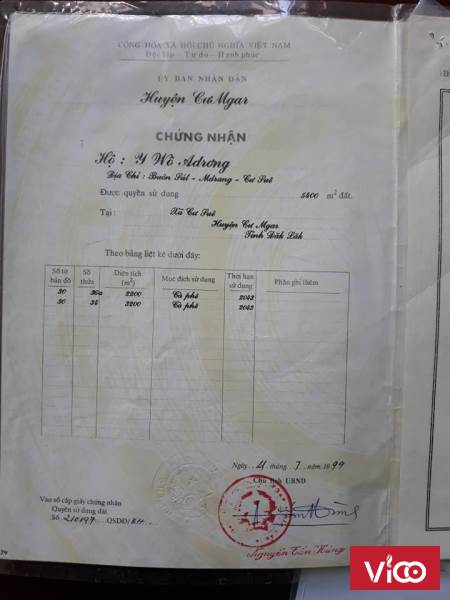 CỘNG HÒA XÃ HỘI CHỦ NGHĨA VIỆT NAM
Độc lập - Tự do - Hạnh phúc
ỦY BAN NHÂN DÂN
Huyện Cư Mgar
CHỨNG NHẬN
Hộ : Y Wô Adrơng
Địa Chỉ : Buôn Sút - Mdrang - Cư Suê
Được quyền sử dụng 5400 m² đất.
Tại : Xã Cư Suê
Huyện Cư Mgar
Tỉnh Đăk Lăk
Theo bảng liệt kê dưới đây:
Số tờ bản đồ Số thửa Diện tích (m²) Mục đích sử dụng Thời hạn sử dụng Phần ghi thêm
30 36a 2200 Cà phê 2043
30 3200 Cà phê 2043
Ngày 21 tháng 7 năm 1999
Chủ tịch UBND
Vào sổ cấp giấy chứng nhận
Quyền sử dụng đất
Số QSDĐ/
Nguyễn Văn Hùng
VICO